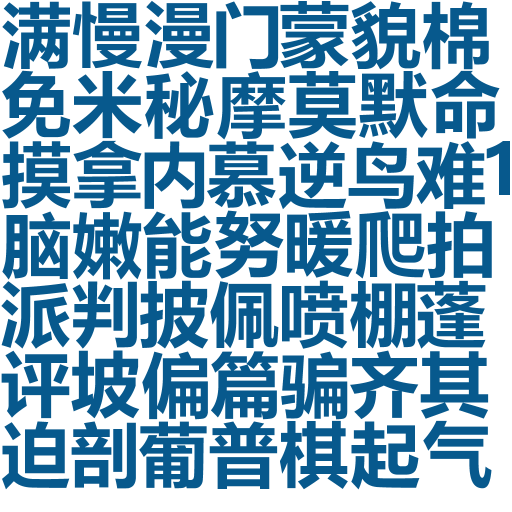 满慢漫门蒙貌棉
免米秘摩莫默命
摸拿内慕逆鸟难1
脑嫩能努暖爬拍
派判披佩喷棚蓬
评坡偏篇骗齐其
迫剖葡普棋起气